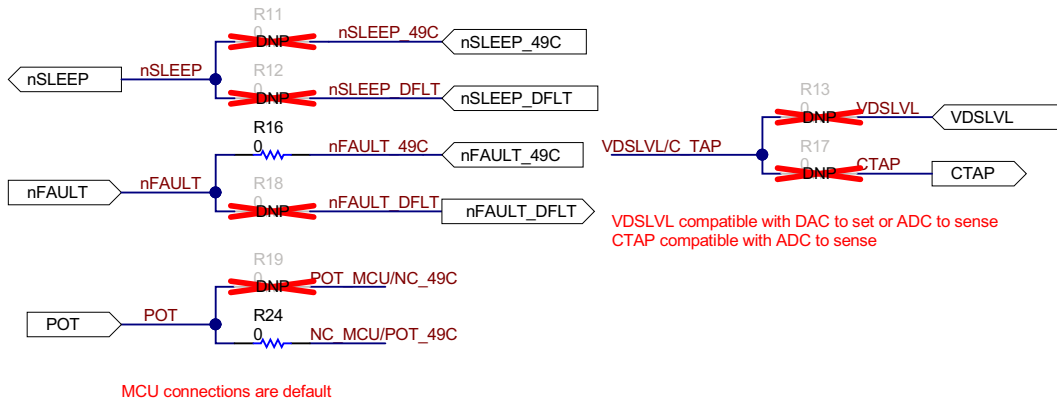 R11
0
DNP
nSLEEP_49C
nSLEEP_49C
nSLEEP
nSLEEP
R12
0
DNP
nSLEEP_DFLT
nSLEEP_DFLT
R16
0
nFAULT_49C
nFAULT_49C
nFAULT
nFAULT
R18
0
DNP
nFAULT_DFLT
nFAULT_DFLT
R19
0
DNP
POT_MCU/NC_49C
POT
POT
R24
0
NC_MCU/POT_49C
MCU connections are default
R13
0
DNP
VDSLVL
VDSLVL
VDSLVL/C_TAP
R17
0
DNP
CTAP
CTAP
VDSLVL compatible with DAC to set or ADC to sense
CTAP compatible with ADC to sense